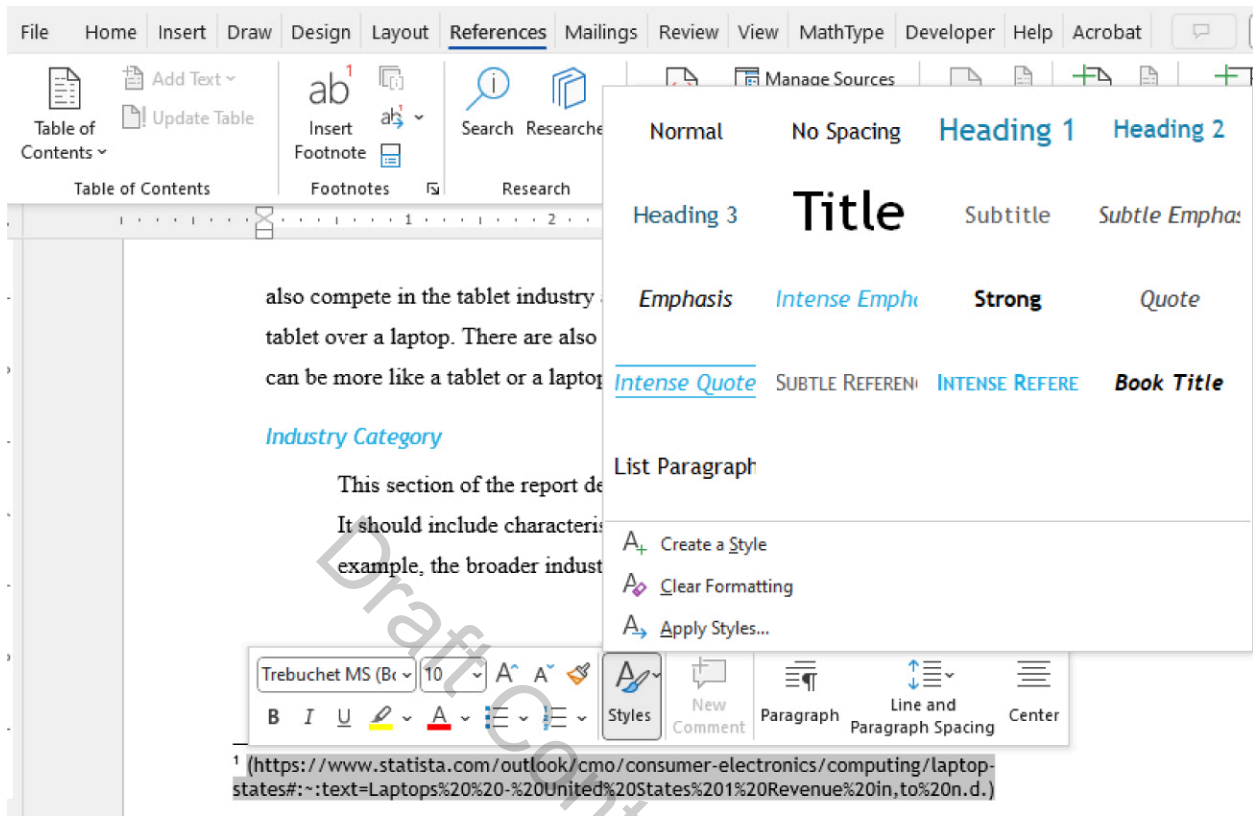 File Home Insert Draw Design Layout References Mailings Review View MathType Developer Help Acrobat
Add Text
Manage Sources
Update Table
Table of
Contents
Insert
Footnote
ab1
Search
Table of Contents
Footnotes
Research
1 2
Normal No Spacing Heading 1 Heading 2
Heading 3 Title Subtitle Subtle Emphas
Emphasis Intense Emph Strong Quote
Intense Quote SUBTLE REFEREN INTENSE REFERE Book Title
List Paragraph
Create a Style
Clear Formatting
Apply Styles...
also compete in the tablet industry
tablet over a laptop. There are also
can be more like a tablet or a laptop
Industry Category
This section of the report de
It should include characteris
example, the broader indust
Trebuchet MS (B 10
B I U
Styles
New
Comment
Paragraph
Line and
Paragraph Spacing
Center
1 (https://www.statista.com/outlook/cmo/consumer-electronics/computing/laptop-
states#:~:text=Laptops%20%20-%20United%20States%201%20Revenue%20in,to%20n.d.)
Draft Con